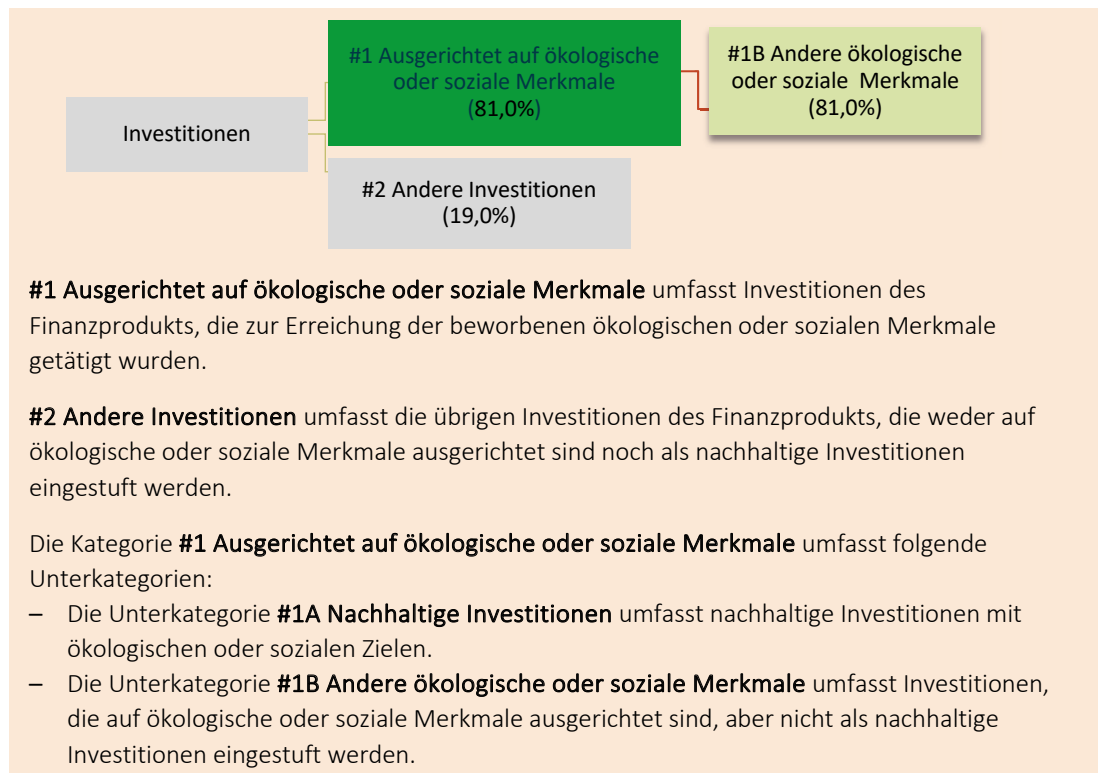 #1 Ausgerichtet auf ökologische
oder soziale Merkmale
(81,0%)
#1B Andere ökologische
oder soziale Merkmale
(81,0%)
Investitionen
#2 Andere Investitionen
(19,0%)
#1 Ausgerichtet auf ökologische oder soziale Merkmale umfasst Investitionen des
Finanzprodukts, die zur Erreichung der beworbenen ökologischen oder sozialen Merkmale
getätigt wurden.
#2 Andere Investitionen umfasst die übrigen Investitionen des Finanzprodukts, die weder auf
ökologische oder soziale Merkmale ausgerichtet sind noch als nachhaltige Investitionen
eingestuft werden.
Die Kategorie #1 Ausgerichtet auf ökologische oder soziale Merkmale umfasst folgende
Unterkategorien:
– Die Unterkategorie #1A Nachhaltige Investitionen umfasst nachhaltige Investitionen mit
ökologischen oder sozialen Zielen.
– Die Unterkategorie #1B Andere ökologische oder soziale Merkmale umfasst Investitionen,
die auf ökologische oder soziale Merkmale ausgerichtet sind, aber nicht als nachhaltige
Investitionen eingestuft werden.